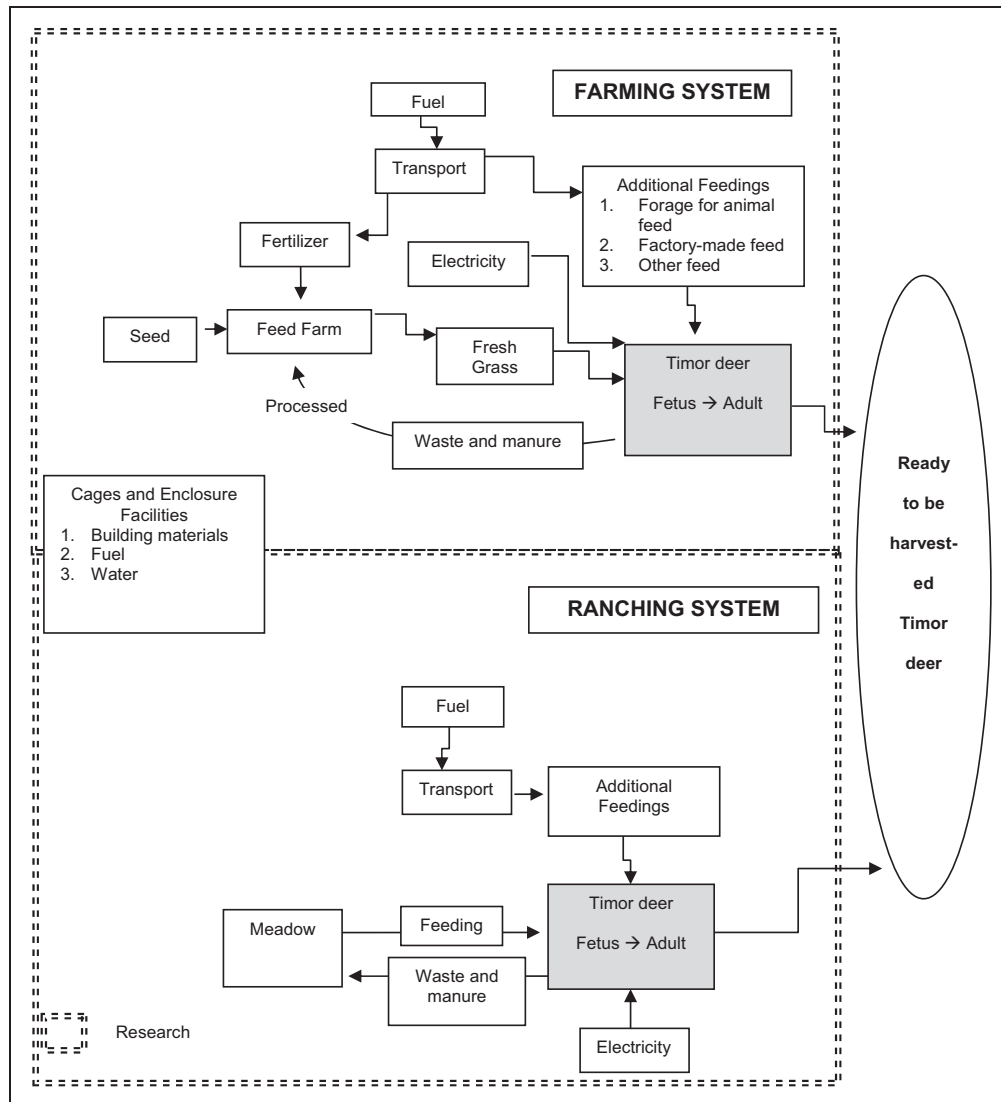 FARMING SYSTEM
Fuel
Transport
Additional Feedings
1. Forage for animal
feed
2. Factory-made feed
3. Other feed
Fertilizer
Electricity
Seed
Feed Farm
Fresh
Grass
Timor deer
Fetus → Adult
Processed
Waste and manure
Ready
to be
harvest-
ed
Timor
deer
Cages and Enclosure
Facilities
1. Building materials
2. Fuel
3. Water
RANCHING SYSTEM
Fuel
Transport
Additional
Feedings
Timor deer
Fetus → Adult
Meadow
Feeding
Waste and
manure
Electricity
Research